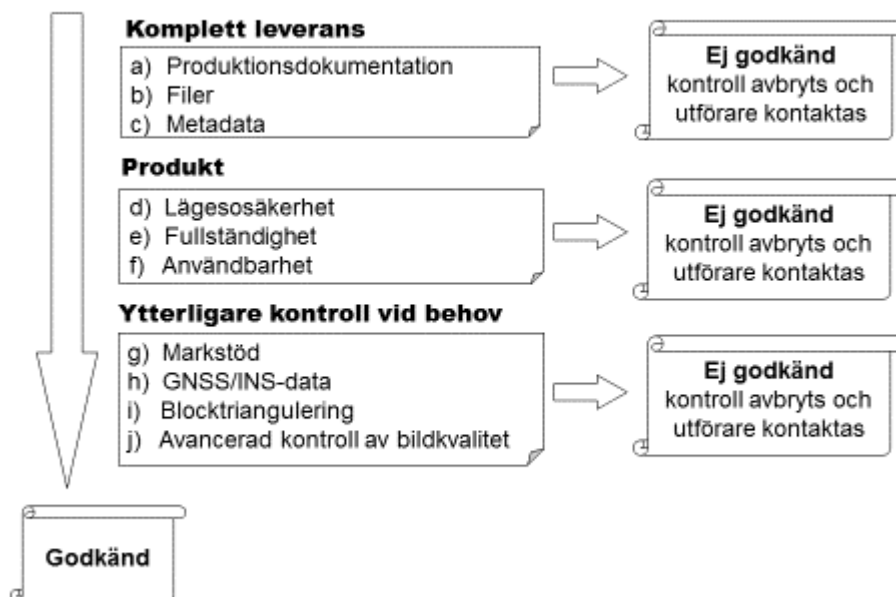 Komplett leverans
a) Produktionsdokumentation
b) Filer
c) Metadata
Ej godkänd
kontroll avbryts och
utförare kontaktas
Produkt
d) Lägesosäkerhet
e) Fullständighet
f) Användbarhet
Ej godkänd
kontroll avbryts och
utförare kontaktas
Ytterligare kontroll vid behov
g) Markstöd
h) GNSS/INS-data
i) Blocktriangulering
j) Avancerad kontroll av bildkvalitet
Ej godkänd
kontroll avbryts och
utförare kontaktas
Godkänd